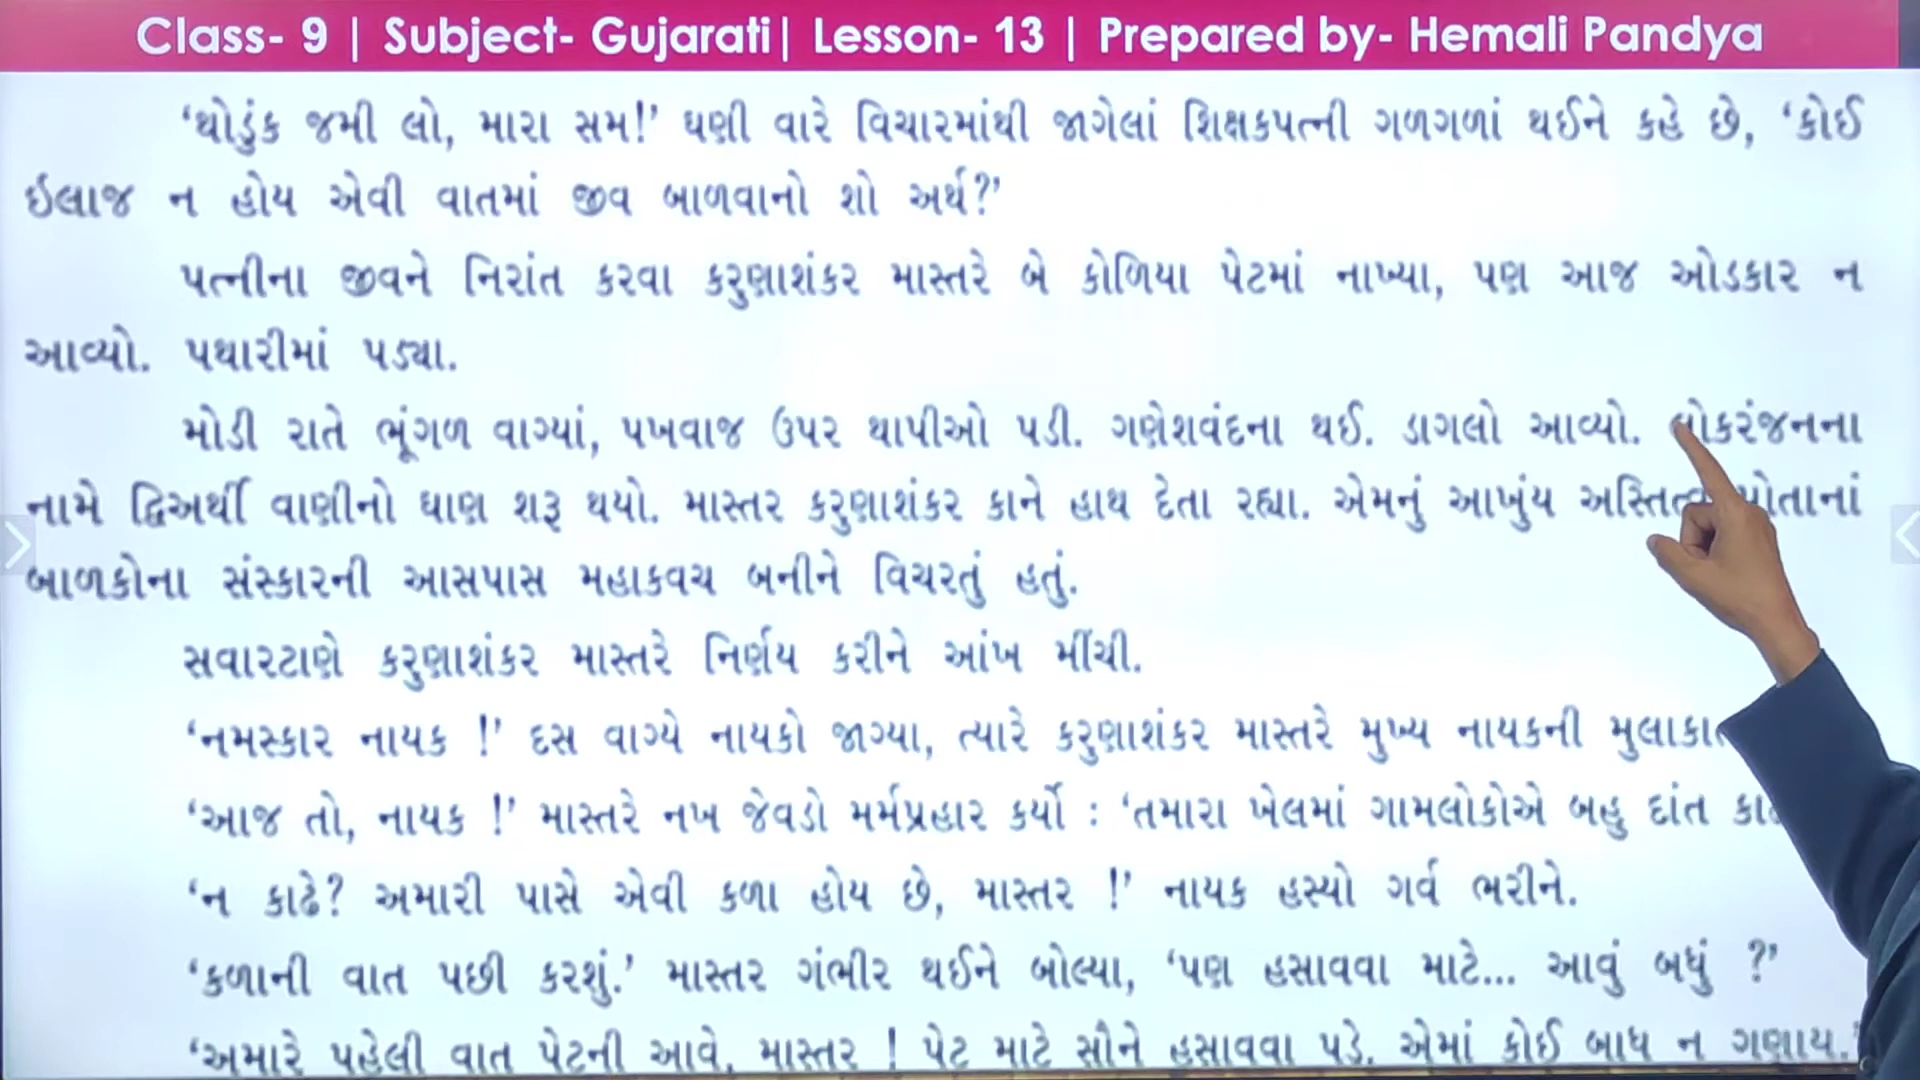 Class- 9 | Subject- Gujarati| Lesson- 13 | Prepared by- Hemali Pandya
‘થોડુંક જમી લો, મારા સમ!’ ઘણી વારે વિચારમાંથી જાગેલાં શિક્ષકપત્ની ગળગળાં થઈને કહે છે, ‘કોઈ
ઈલાજ ન હોય એવી વાતમાં જીવ બાળવાનો શો અર્થ?’
પત્નીના જીવને નિરાંત કરવા કરુણાશંકર માસ્તરે બે કોળિયા પેટમાં નાખ્યા, પણ આજ ઓડકાર ન
આવ્યો. પથારીમાં પડ્યા.
મોડી રાતે ભૂંગળ વાગ્યાં, પખવાજ ઉપર થાપીઓ પડી. ગણેશવંદના થઈ. ડાગલો આવ્યો. લોકરંજનના
નામે દ્વિઅર્થી વાણીનો ઘાણ શરૂ થયો. માસ્તર કરુણાશંકર કાને હાથ દેતા રહ્યા. એમનું આખુંય અસ્તિત્વ પોતાનાં
બાળકોના સંસ્કારની આસપાસ મહાકવચ બનીને વિચરતું હતું.
સવારટાણે કરુણાશંકર માસ્તરે નિર્ણય કરીને આંખ મીંચી.
‘નમસ્કાર નાયક !’ દસ વાગ્યે નાયકો જાગ્યા, ત્યારે કરુણાશંકર માસ્તરે મુખ્ય નાયકની
‘આજ તો, નાયક !’ માસ્તરે નખ જેવડો મર્મપ્રહાર કર્યો : ‘તમારા ખેલમાં ગામલોકોએ બહુ દાંત
‘ન કાઢે? અમારી પાસે એવી કળા હોય છે, માસ્તર !’ નાયક હસ્યો ગર્વ ભરીને.
‘કળાની વાત પછી કરશું.’ માસ્તર ગંભીર થઈને બોલ્યા, ‘પણ હસાવવા માટે... આવું બધું ?’
‘અમારે પહેલી વાત પેટની આવે, માસ્તર ! પેટ માટે સૌને હસાવવા પડે. એમાં કોઈ બાધ ન ગણાય.’